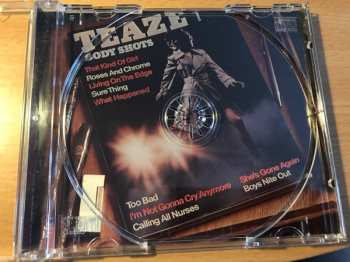 TEAZE
BODY SHOTS
That Kind Of Girl
Roses And Chrome
Living On The Edge
Sure Thing
What Happened
Too Bad
I'm Not Gonna Cry Anymore
Calling All Nurses
She's Gone Again
Boys Nite Out